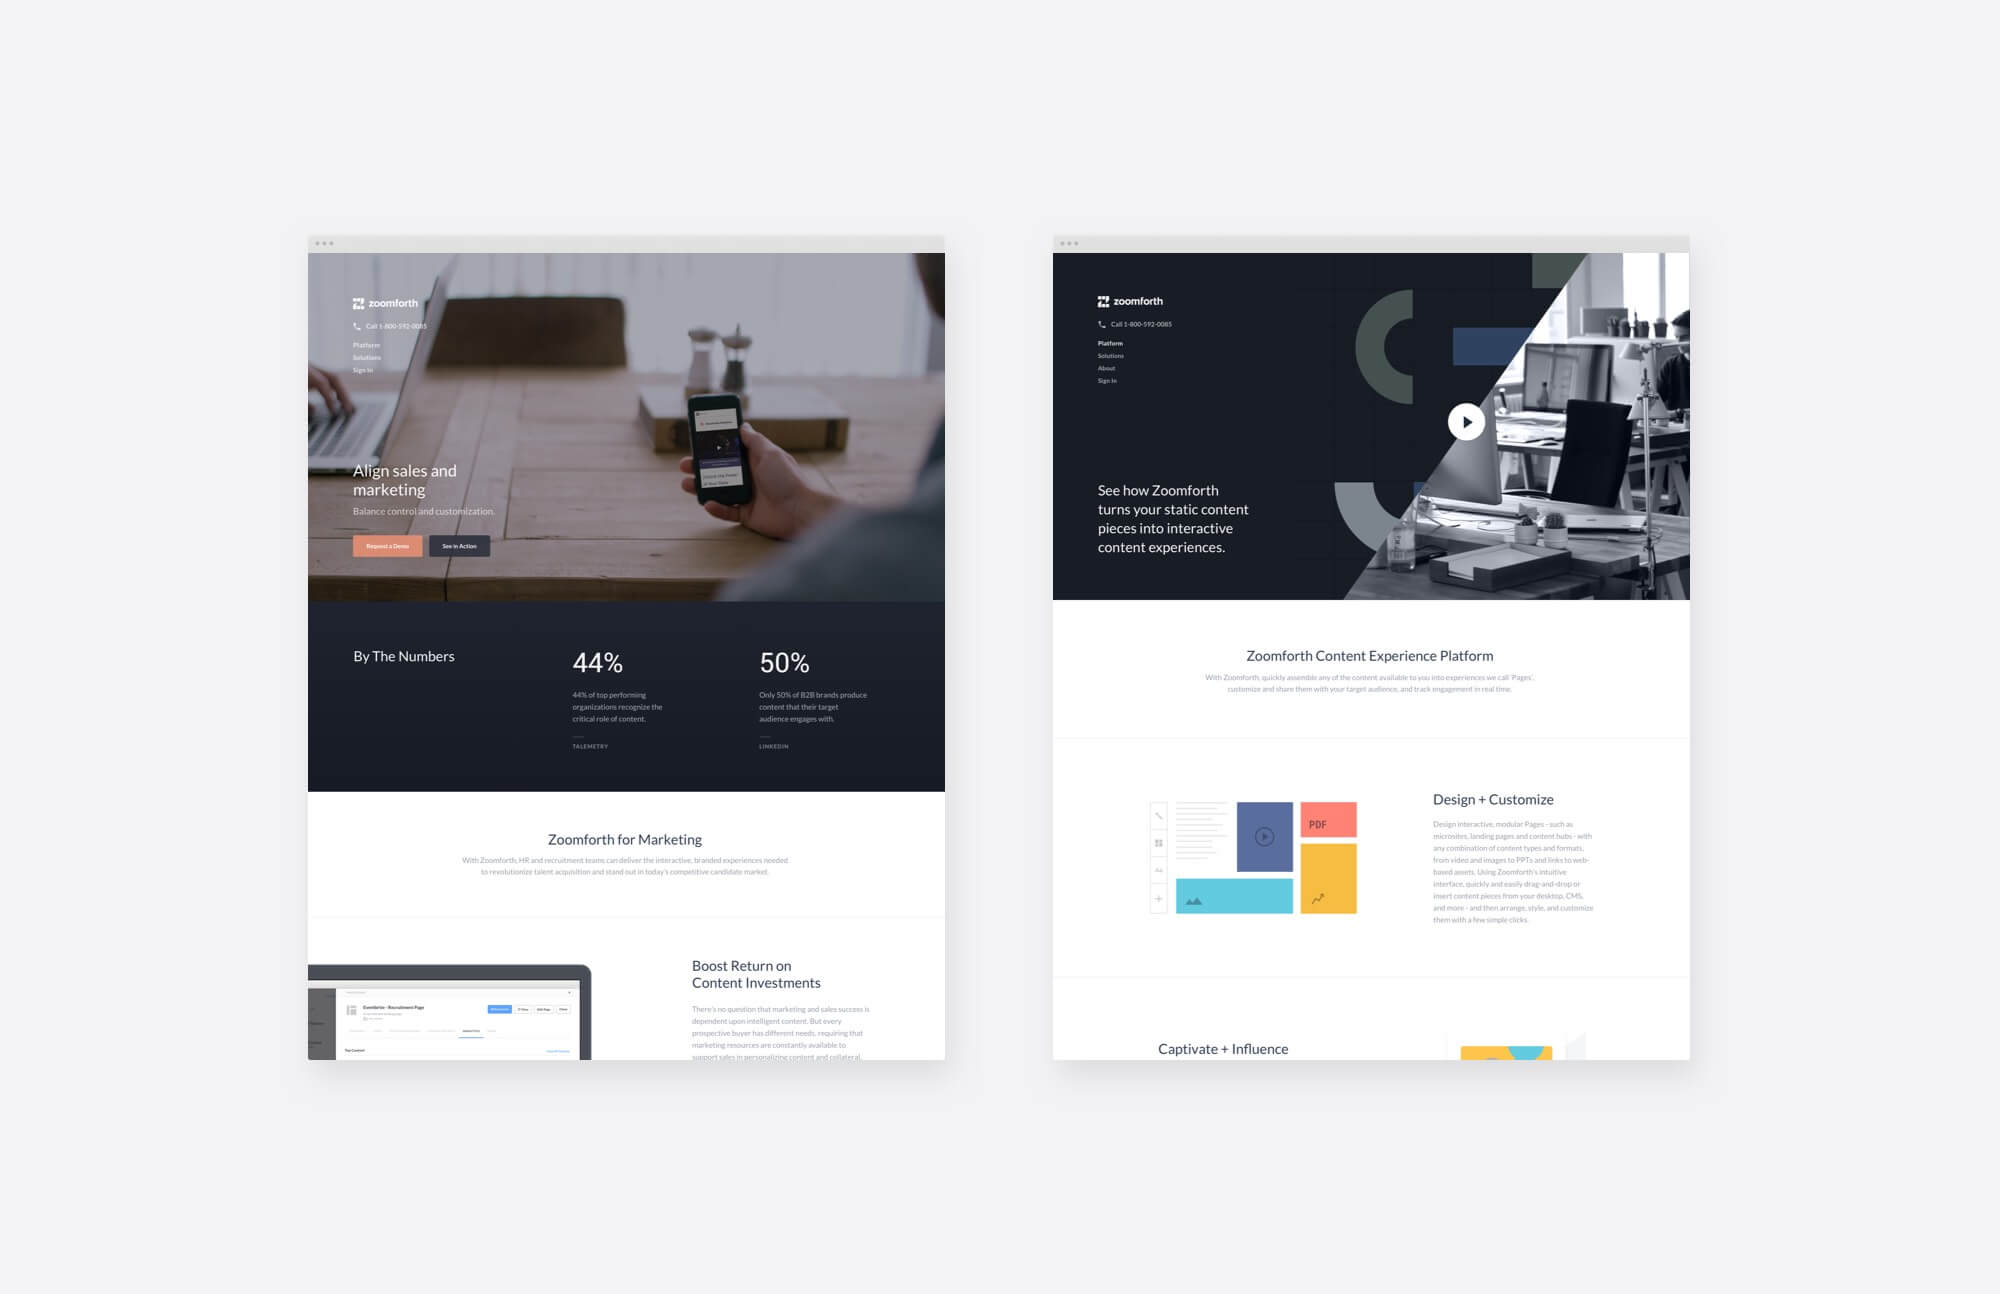 zoomforth
Call 1-800-592-0085
Platform
Solutions
Sign In
Align sales and
marketing
Balance control and customization.
Request a Demo
See in Action
By The Numbers
44%
44% of top performing
organizations recognize the
critical role of content.
TALEMETRY
50%
Only 50% of B2B brands produce
content that their target
audience engages with.
LINKEDIN
Zoomforth for Marketing
With Zoomforth, HR and recruitment teams can deliver the interactive, branded experiences needed
to revolutionize talent acquisition and stand out in today's competitive candidate market.
Eventbrite - Recruitment Page
Top Content
Boost Return on
Content Investments
There's no question that marketing and sales success is
dependent upon intelligent content. But every
prospective buyer has different needs, requiring that
marketing resources are constantly available to
support sales in personalizing content and collateral.
zoomforth
Call 1-800-592-0085
Platform
Solutions
About
Sign In
See how Zoomforth
turns your static content
pieces into interactive
content experiences.
Zoomforth Content Experience Platform
With Zoomforth, quickly assemble any of the content available to you into experiences we call 'Pages',
customize and share them with your target audience, and track engagement in real time.
Aa
PDF
Design + Customize
Design interactive, modular Pages - such as
microsites, landing pages and content hubs - with
any combination of content types and formats,
from video and images to PPTs and links to web-
based assets. Using Zoomforth's intuitive
interface, quickly and easily drag-and-drop or
insert content pieces from your desktop, CMS,
and more - and then arrange, style, and customize
them with a few simple clicks.
Captivate + Influence